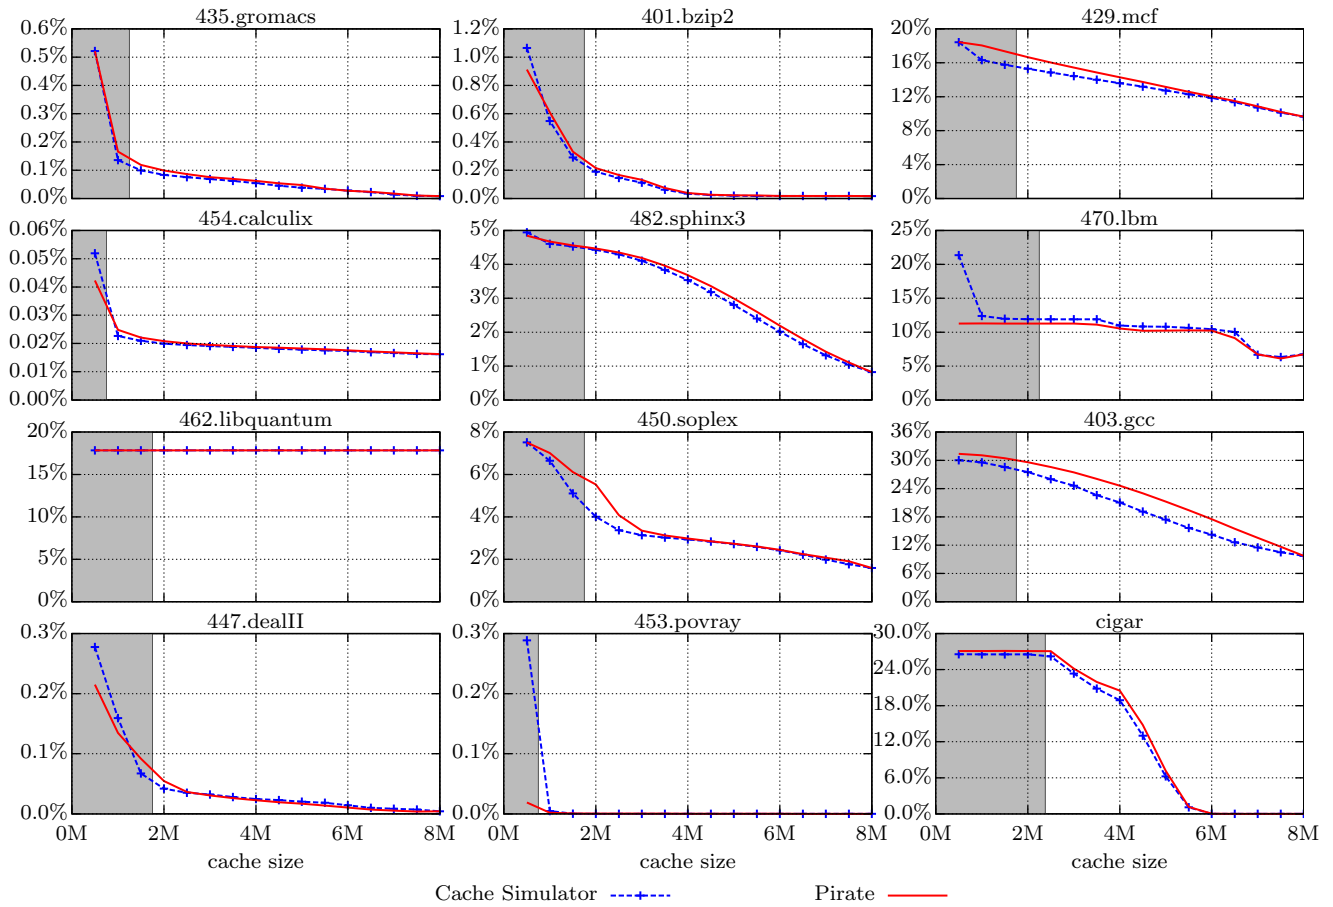 435.gromacs 401.bzip2 429.mcf
0.6% 1.2% 20%
0.5% 1.0% 16%
0.4% 0.8% 12%
0.3% 0.6% 8%
0.2% 0.4% 4%
0.1% 0.2% 0%
0.0% 0.0%
454.calculix 482.sphinx3 470.lbm
0.06% 5% 25%
0.05% 4% 20%
0.04% 3% 15%
0.03% 2% 10%
0.02% 1% 5%
0.01% 0% 0%
0.00%
462.libquantum 450.soplex 403.gcc
20% 8% 36%
15% 6% 30%
10% 4% 24%
5% 2% 18%
0% 0% 12%
6%
0%
447.dealII 453.povray cigar
0.3% 0.3% 30.0%
0.2% 0.2% 24.0%
0.1% 0.1% 18.0%
0.0% 0.0% 12.0%
6.0%
0.0%
0M 2M 4M 6M 8M 0M 2M 4M 6M 8M 0M 2M 4M 6M 8M
cache size cache size cache size
Cache Simulator Pirate